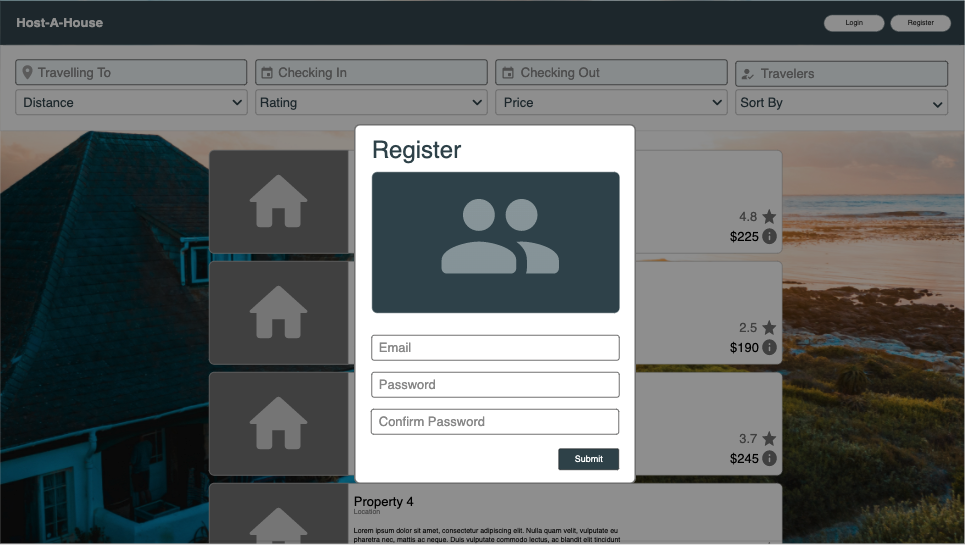 Host-A-House
Login
Register
Travelling To
Checking In
Checking Out
Travelers
Distance
Rating
Price
Sort By
Register
4.8
$225
Email
2.5
$190
Password
Confirm Password
3.7
$245
Submit
Property 4
Location
Lorem ipsum dolor sit amet, consectetur adipiscing elit. Nulla quam velit, vulputate eu
pharetra nec, mattis ac neque. Duis vulputate commodo lectus, ac blandit elit tincidunt